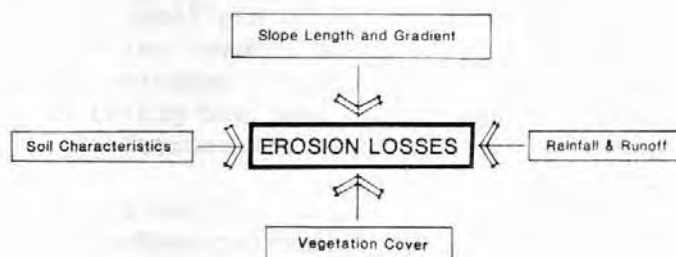 Slope Length and Gradient
Soil Characteristics
EROSION LOSSES
Rainfall & Runoff
Vegetation Cover